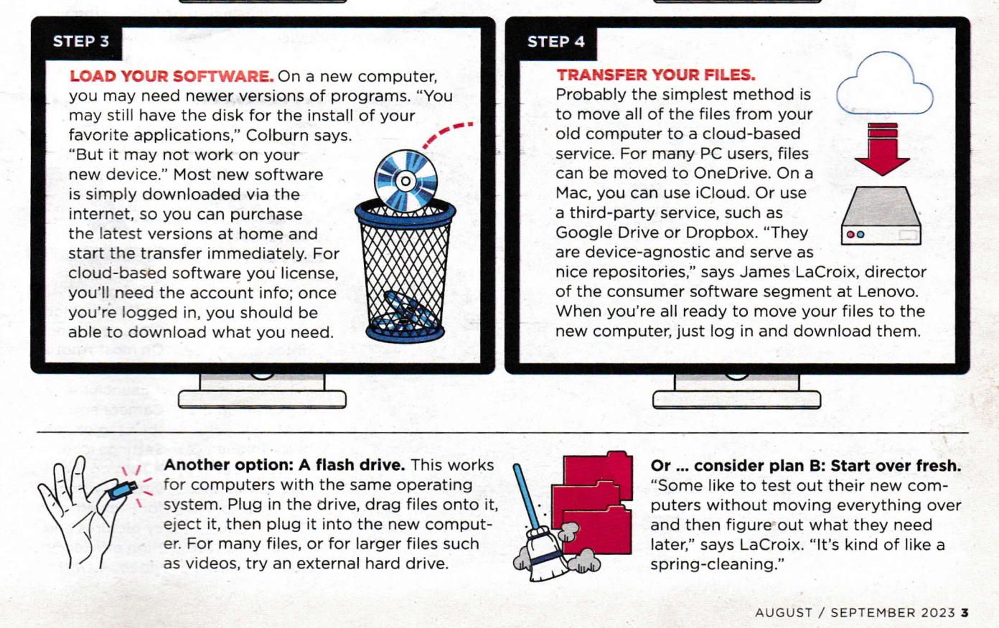 STEP 3
LOAD YOUR SOFTWARE. On a new computer,
you may need newer versions of programs. “You
may still have the disk for the install of your
favorite applications,” Colburn says.
“But it may not work on your
new device.” Most new software
is simply downloaded via the
internet, so you can purchase
the latest versions at home and
start the transfer immediately. For
cloud-based software you license,
you’ll need the account info; once
you’re logged in, you should be
able to download what you need.
STEP 4
TRANSFER YOUR FILES.
Probably the simplest method is
to move all of the files from your
old computer to a cloud-based
service. For many PC users, files
can be moved to OneDrive. On a
Mac, you can use iCloud. Or use
a third-party service, such as
Google Drive or Dropbox. “They
are device-agnostic and serve as
nice repositories,” says James LaCroix, director
of the consumer software segment at Lenovo.
When you’re all ready to move your files to the
new computer, just log in and download them.
Another option: A flash drive. This works
for computers with the same operating
system. Plug in the drive, drag files onto it,
eject it, then plug it into the new comput-
er. For many files, or for larger files such
as videos, try an external hard drive.
Or ... consider plan B: Start over fresh.
“Some like to test out their new com-
puters without moving everything over
and then figure out what they need
later,” says LaCroix. “It’s kind of like a
spring-cleaning.”
AUGUST / SEPTEMBER 2023 3